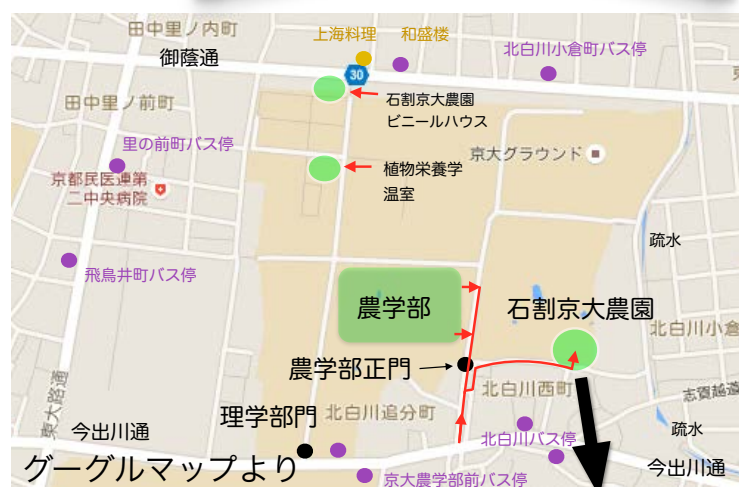 田中里ノ内町
御蔭通
上海料理 和盛楼
北白川小倉町バス停
30
石割京大農園
ビニールハウス
田中里ノ前町
里の前町バス停
京都民医連第
二中央病院
植物栄養学
温室
京大グラウンド
疏水
飛鳥井町バス停
農学部
石割京大農園
北白川小倉
農学部正門
北白川西町
志賀越道
東大路通
理学部門
北白川追分町
今出川通
北白川バス停
疏水
グーグルマップより
京大農学部前バス停
今出川通